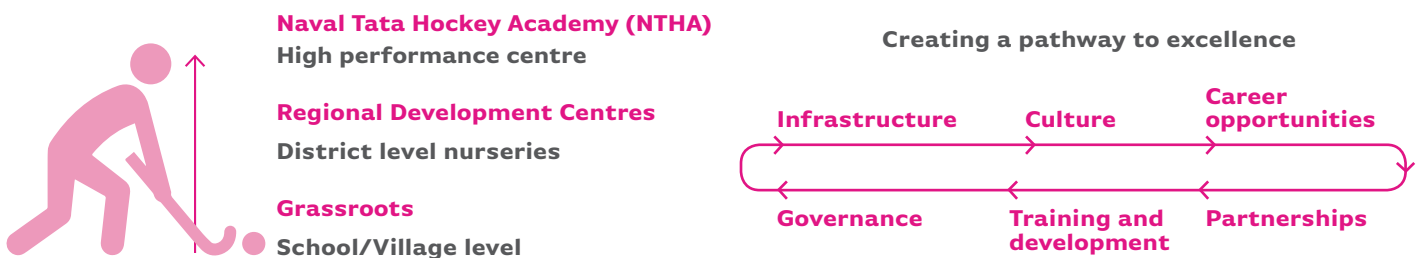 Naval Tata Hockey Academy (NTHA)
High performance centre
Regional Development Centres
District level nurseries
Grassroots
School/Village level
Creating a pathway to excellence
Infrastructure
Culture
Career
opportunities
Governance
Training and
development
Partnerships